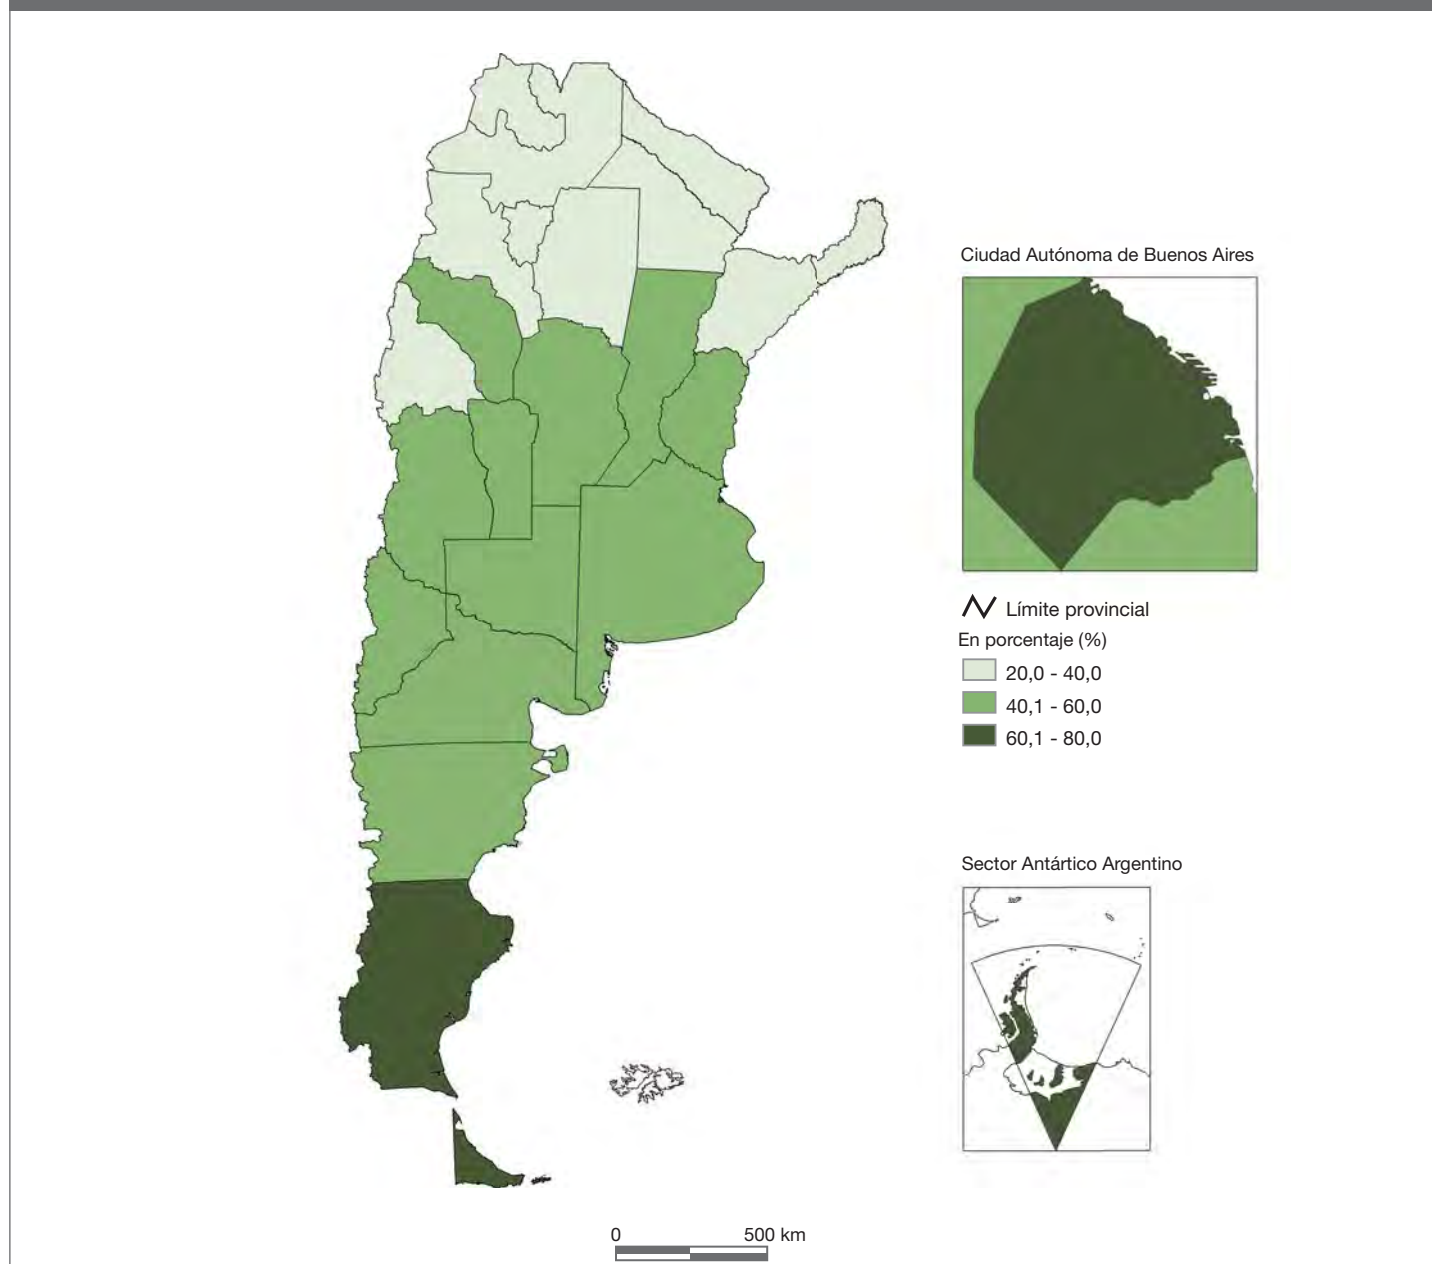 Ciudad Autónoma de Buenos Aires
Límite provincial
En porcentaje (%)
20,0 - 40,0
40,1 - 60,0
60,1 - 80,0
Sector Antártico Argentino
0 500 km